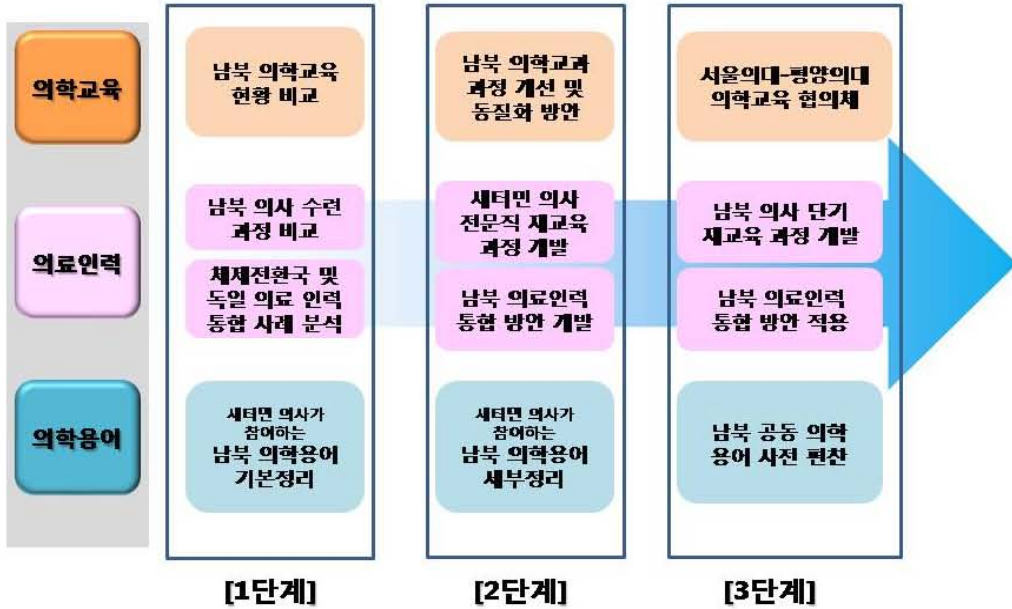 의학교육
남북 의학교육
현황 비교
남북 의학교과
과정 개선 및
동질화 방안
서울의대-평양의대
의학교육 협의체
의료인력
남북 의사 수련
과정 비교
체제전환국 및
독일 의료 인력
통합 사례 분석
새터민 의사
전문직 재교육
과정 개발
남북 의료인력
통합 방안 개발
남북 의사 단기
재교육 과정 개발
남북 의료인력
통합 방안 적용
의학용어
새터민 의사가
참여하는
남북 의학용어
기본정리
새터민 의사가
참여하는
남북 의학용어
세부정리
남북 공동 의학
용어 사전 편찬
[1단계]
[2단계]
[3단계]